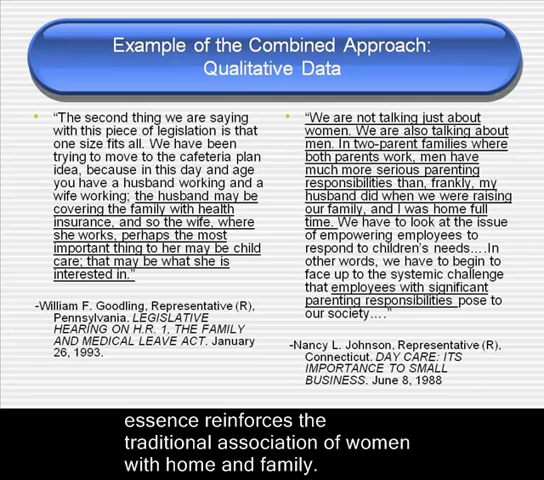 Example of the Combined Approach:
Qualitative Data
“The second thing we are saying
with this piece of legislation is that
one size fits all. We have been
trying to move to the cafeteria plan
idea, because in this day and age
you have a husband working and a
wife working; the husband may be
covering the family with health
insurance, and so the wife, where
she works, perhaps the most
important thing to her may be child
care; that may be what she is
interested in.”
-William F. Goodling, Representative (R),
Pennsylvania. LEGISLATIVE
HEARING ON H.R. 1, THE FAMILY
AND MEDICAL LEAVE ACT. January
26, 1993.
“We are not talking just about
women. We are also talking about
men. In two-parent families where
both parents work, men have
much more serious parenting
responsibilities than, frankly, my
husband did when we were raising
our family, and I was home full
time. We have to look at the issue
of empowering employees to
respond to children’s needs….In
other words, we have to begin to
face up to the systemic challenge
that employees with significant
parenting responsibilities pose to
our society….”
-Nancy L. Johnson, Representative (R),
Connecticut. DAY CARE: ITS
IMPORTANCE TO SMALL
BUSINESS. June 8, 1988
essence reinforces the
traditional association of women
with home and family.